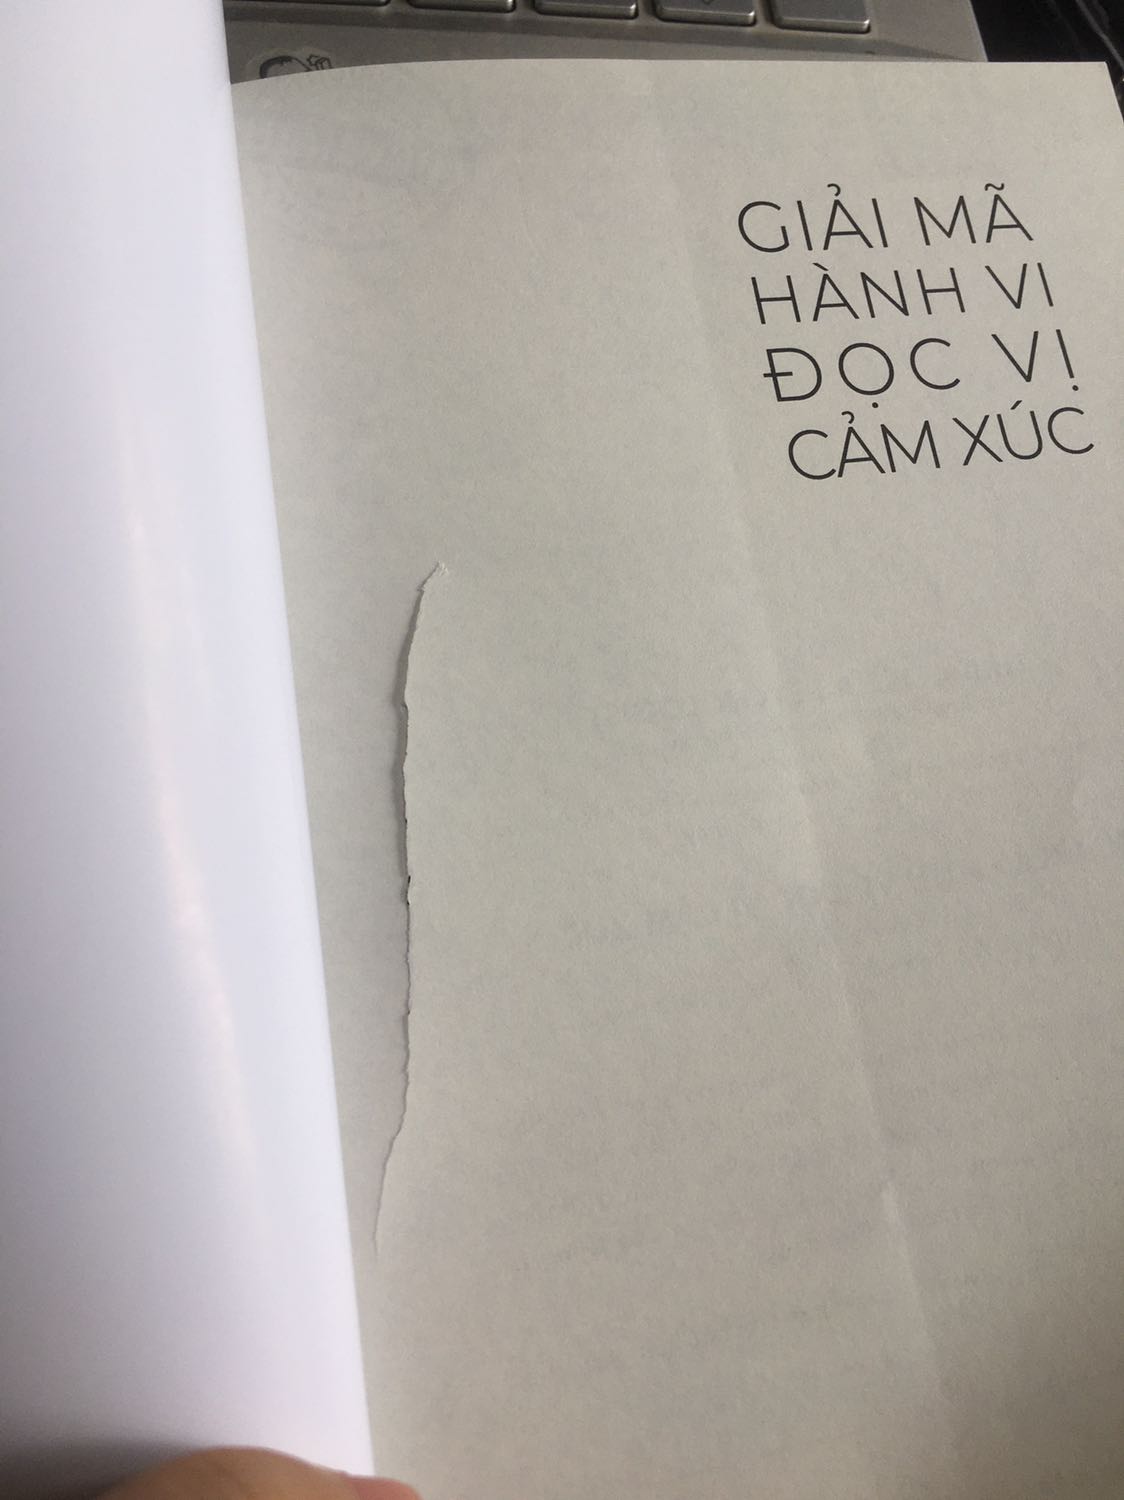 GIẢI MÃ
HÀNH VI
ĐỌC VỊ
CẢM XÚC